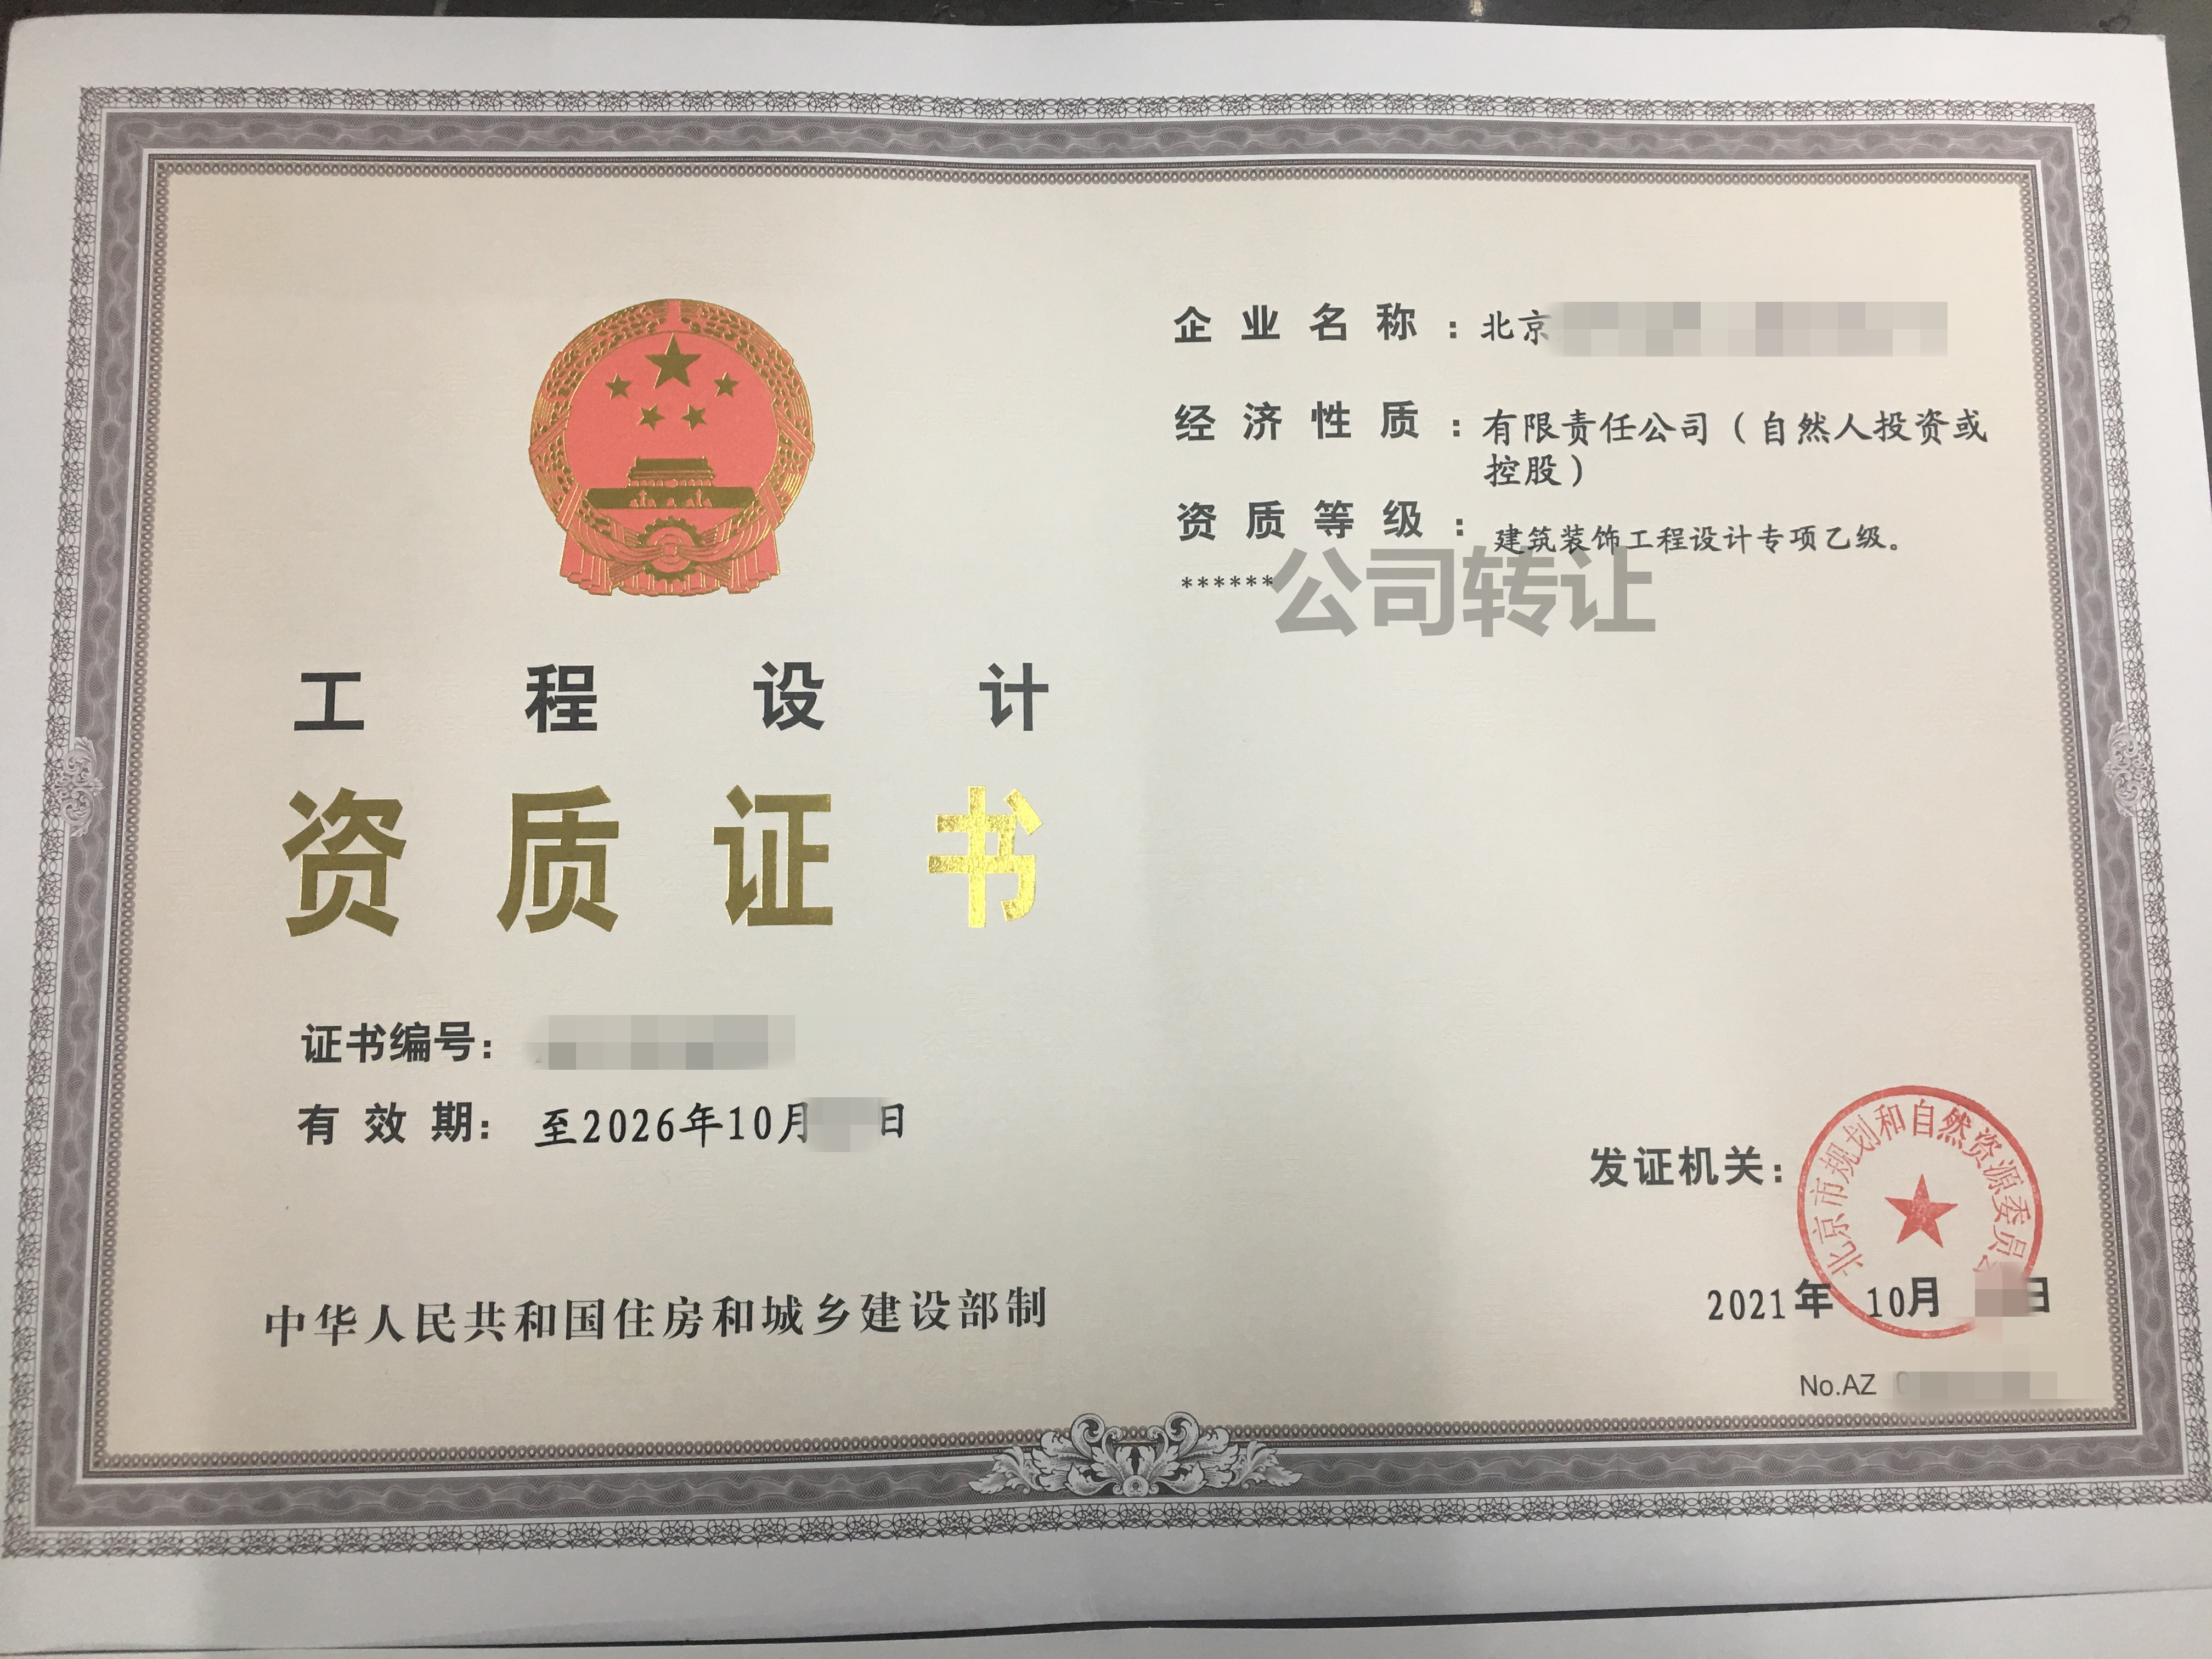 工程设计
资质证书
证书编号：
有效期：至2026年10月 日
中华人民共和国住房和城乡建设部制
企业名称：北京
经济性质：有限责任公司（自然人投资或
控股）
资质等级：建筑装饰工程设计专项乙级。
******
公司转让
发证机关：
北京市规划和自然资源委员
2021年 10月 日
No.AZ